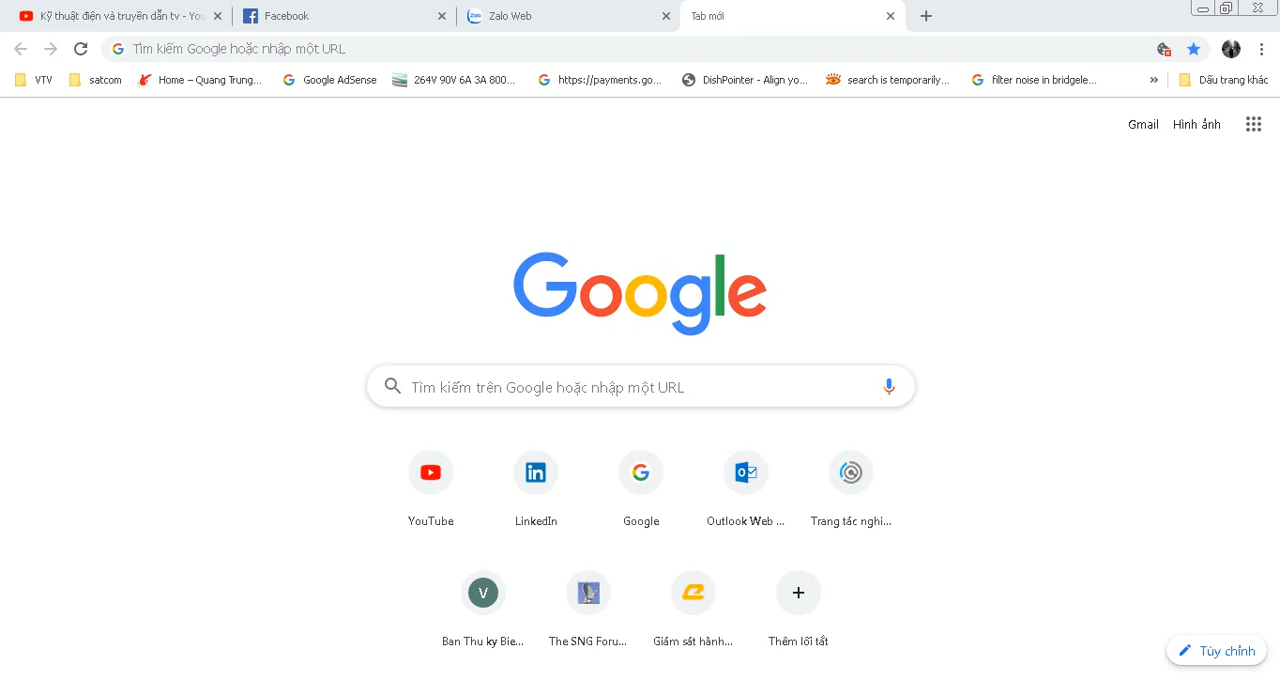 Kỹ thuật điện và truyền dẫn tv - You
Facebook
Zalo Web
Tab mới
Tìm kiếm Google hoặc nhập một URL
VTV
satcom
Home – Quang Trung...
Google AdSense
264V 90V 6A 3A 800...
https://payments.go...
DishPointer - Align yo...
search is temporarily...
filter noise in bridgele...
»
Dấu trang khác
Gmail
Hình ảnh
Google
Tìm kiếm trên Google hoặc nhập một URL
YouTube
LinkedIn
Google
Outlook Web ...
Trang tác nghi...
V
Ban Thu ky Bie...
The SNG Foru...
Giám sát hành...
Thêm lối tắt
Tùy chỉnh